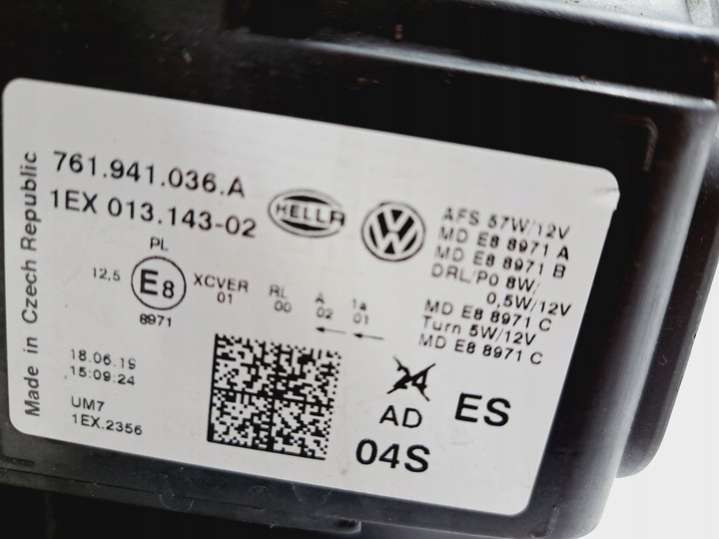 Made in Czech Republic
761.941.036.A
1EX 013.143-02
HELLA
AFS 57W/12V
MD E8 8971 A
MD E8 8971 B
DRL/P0 8W/
0,5W/12V
MD E8 8971 C
Turn 5W/12V
MD E8 8971 C
PL
12,5
E8
8971
XCVER
01
RL
00
A
02
1a
01
18.06.19
15:09:24
UM7
1EX.2356
24
AD
04S
ES